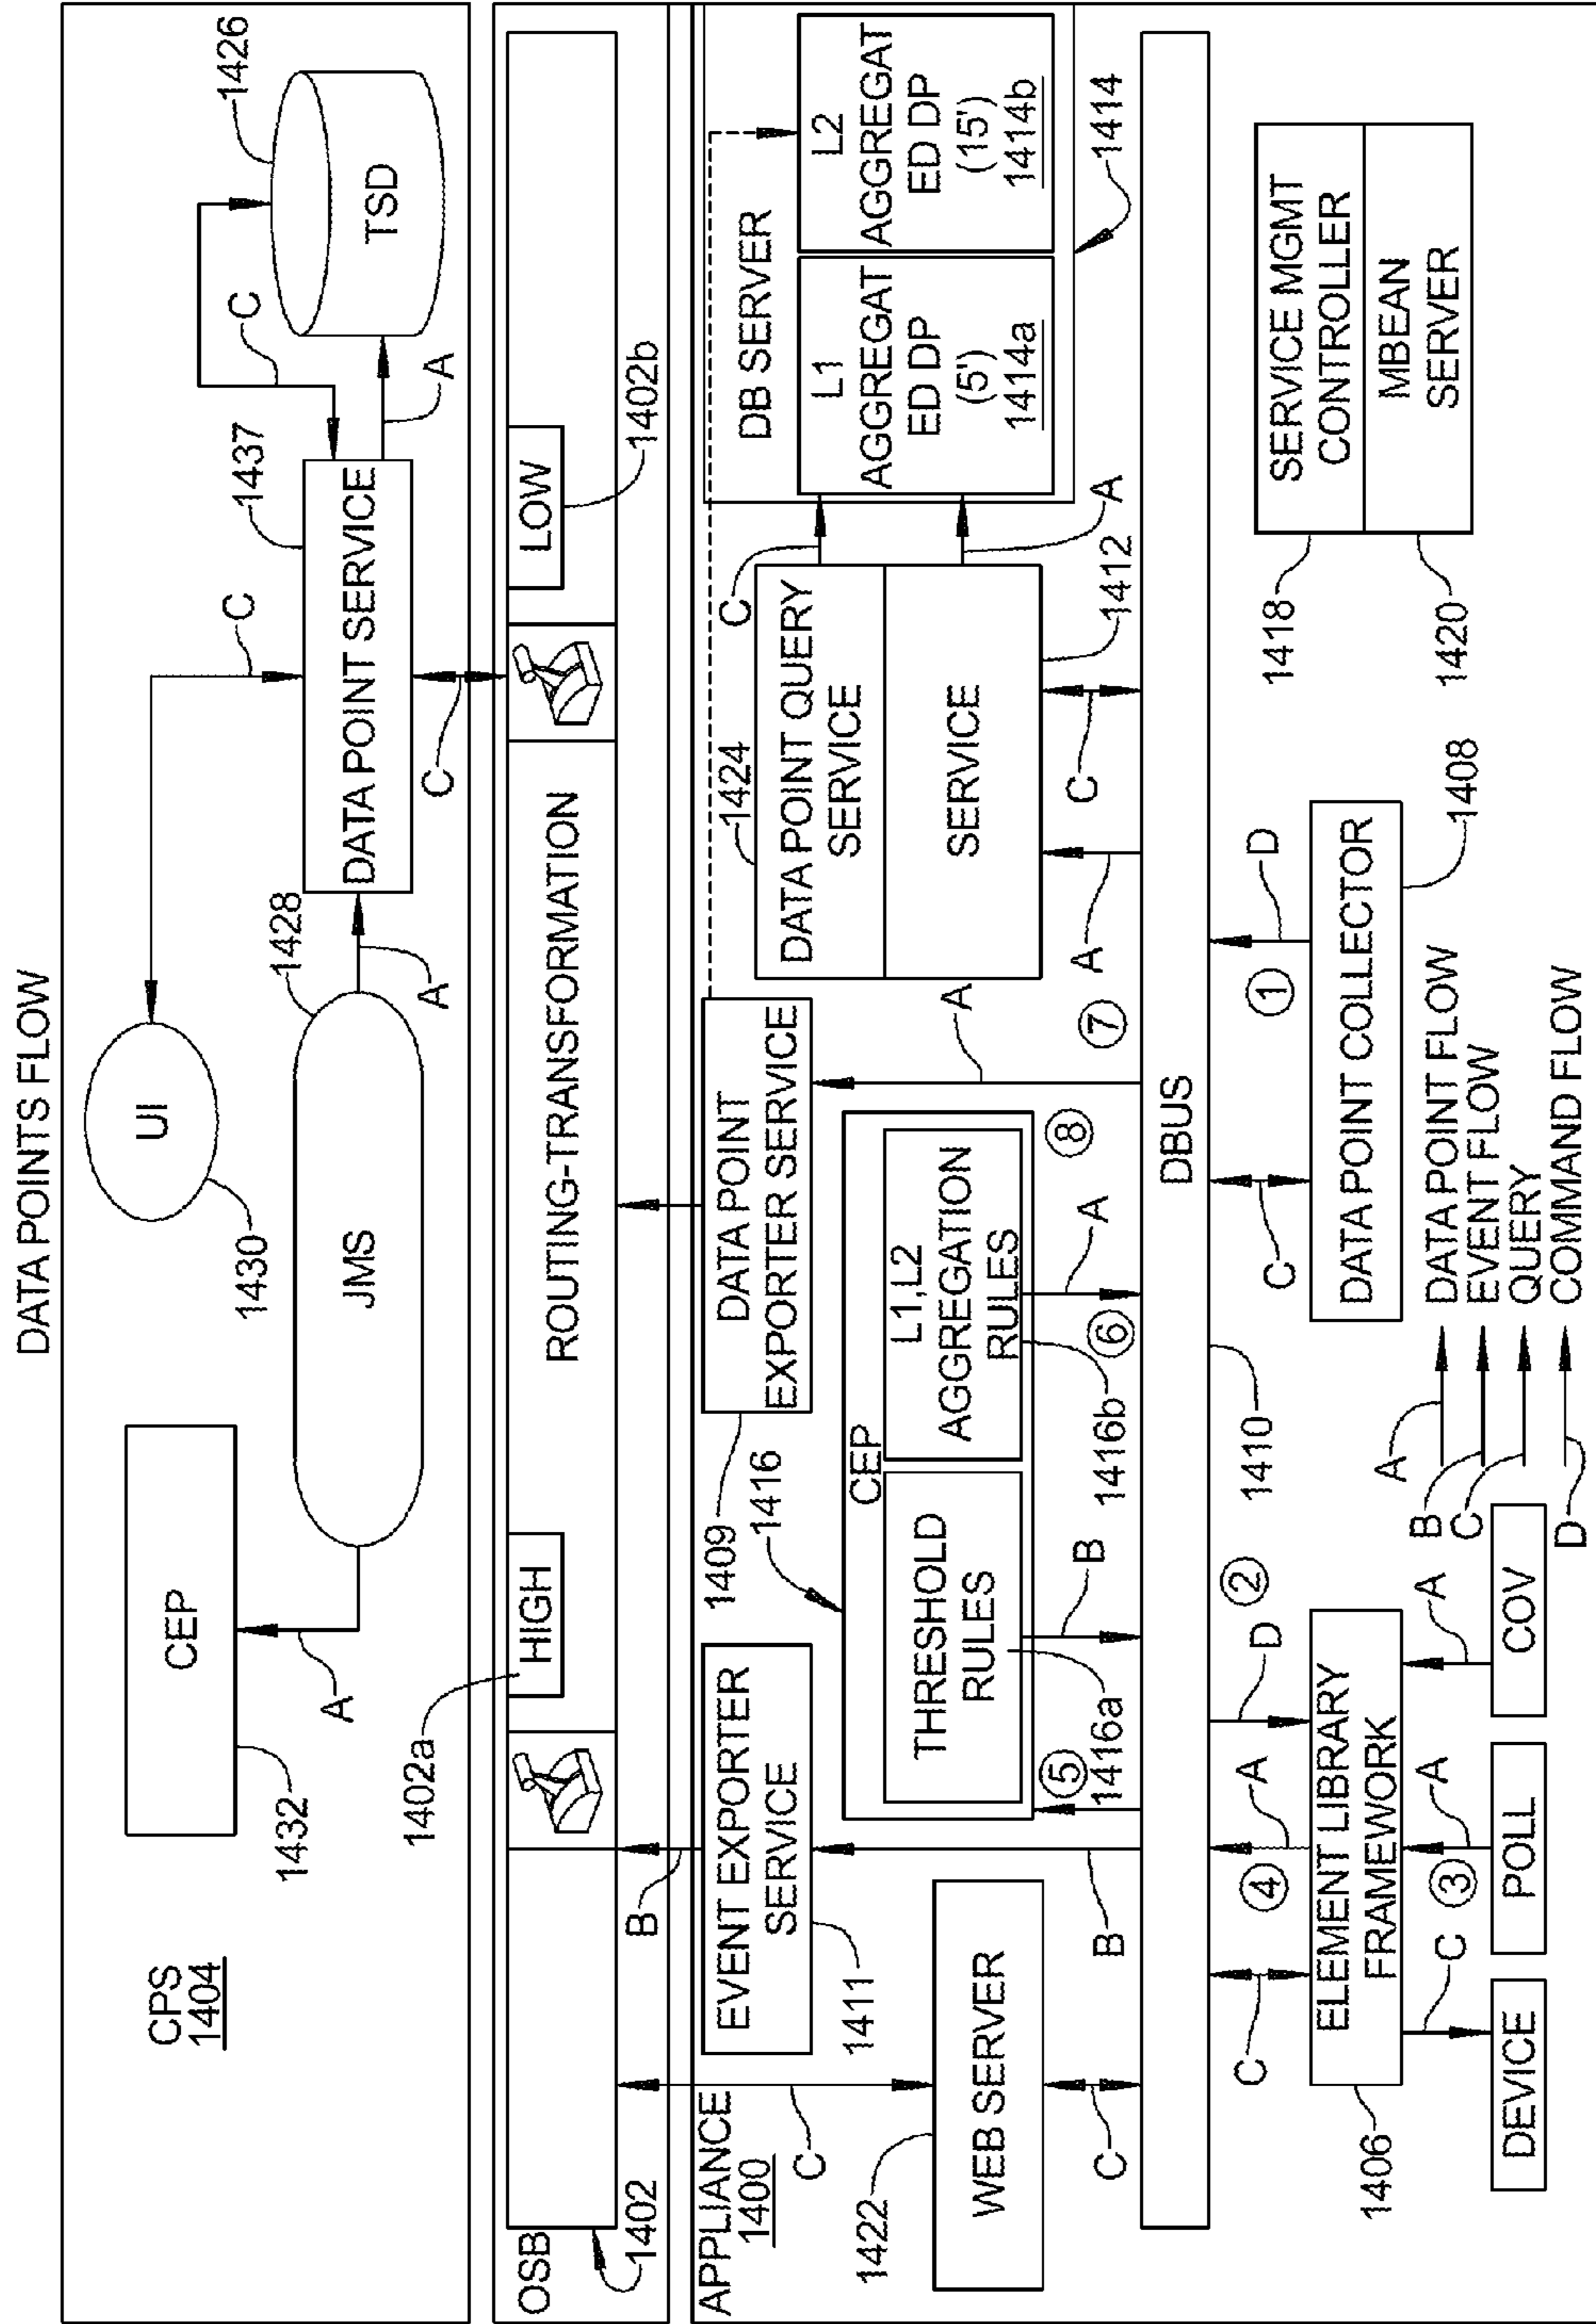 DATA POINTS FLOW
CPS
1404
CEP
1432
A
UI
1430
JMS
1428
A
C
DATA POINT SERVICE
1437
C
A
TSD
1426
C
OSB
1402
1402a
HIGH
ROUTING-TRANSFORMATION
LOW
1402b
APPLIANCE
1400
B
C
EVENT EXPORTER
SERVICE
1411
DATA POINT
EXPORTER SERVICE
1409
DB SERVER
L1
AGGREGAT
ED DP
(5')
1414a
L2
AGGREGAT
ED DP
(15')
1414b
1414
WEB SERVER
1422
C
B
CEP
1416
THRESHOLD
RULES
1416a
L1,L2
AGGREGATION
RULES
1416b
5
B
6
A
8
A
7
DATA POINT QUERY
SERVICE
1424
SERVICE
1412
C
A
A
C
DBUS
1410
C
4
A
D
2
ELEMENT LIBRARY
FRAMEWORK
1406
C
3
A
A
DEVICE
POLL
COV
C
1
D
DATA POINT COLLECTOR
1408
A
DATA POINT FLOW
B
EVENT FLOW
C
QUERY
D
COMMAND FLOW
SERVICE MGMT
CONTROLLER
1418
MBEAN
SERVER
1420